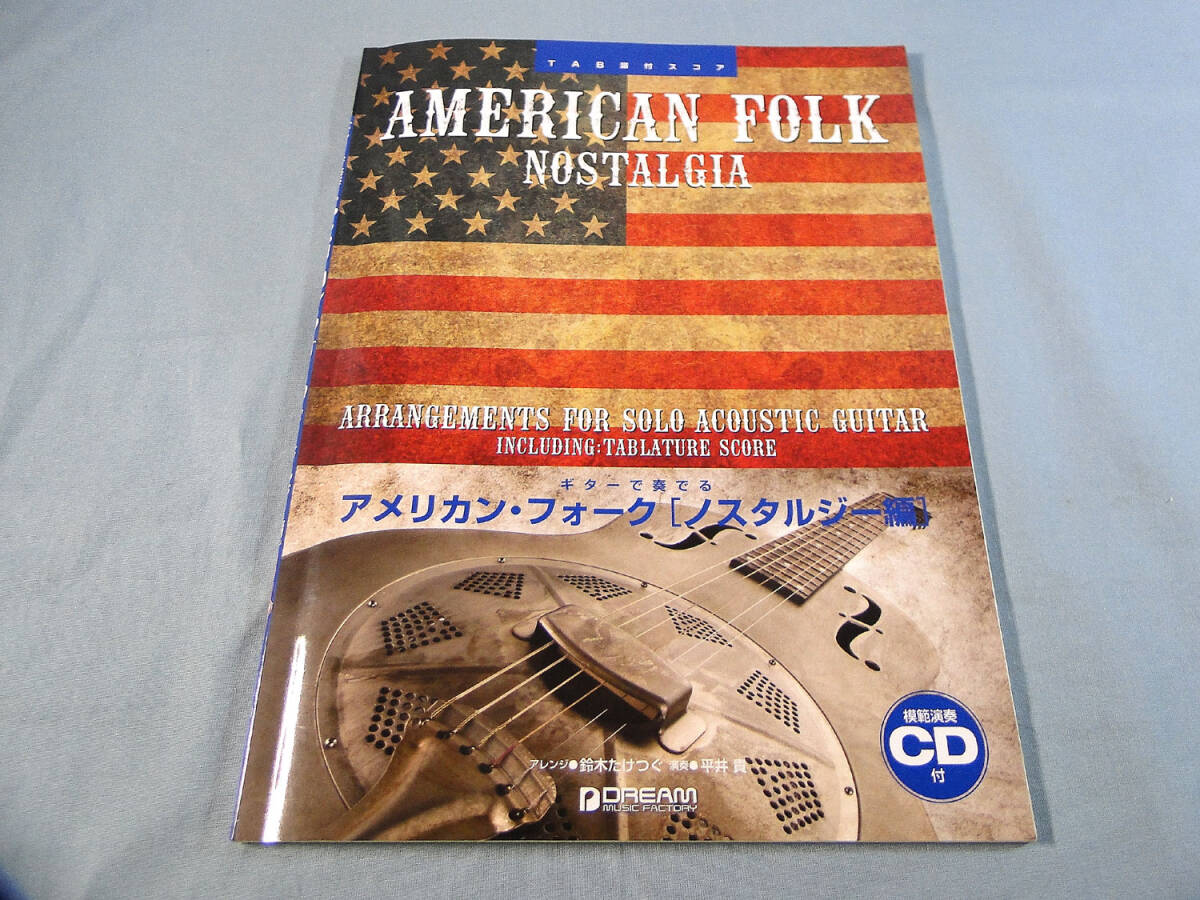 TAB譜付スコア
AMERICAN FOLK
NOSTALGIA
ARRANGEMENTS FOR SOLO ACOUSTIC GUITAR
INCLUDING:TABLATURE SCORE
ギターで奏でる
アメリカン・フォーク[ノスタルジー編]
模範演奏
CD
付
アレンジ●鈴木たけつぐ 演奏●平井 貴
DREAM
MUSIC FACTORY